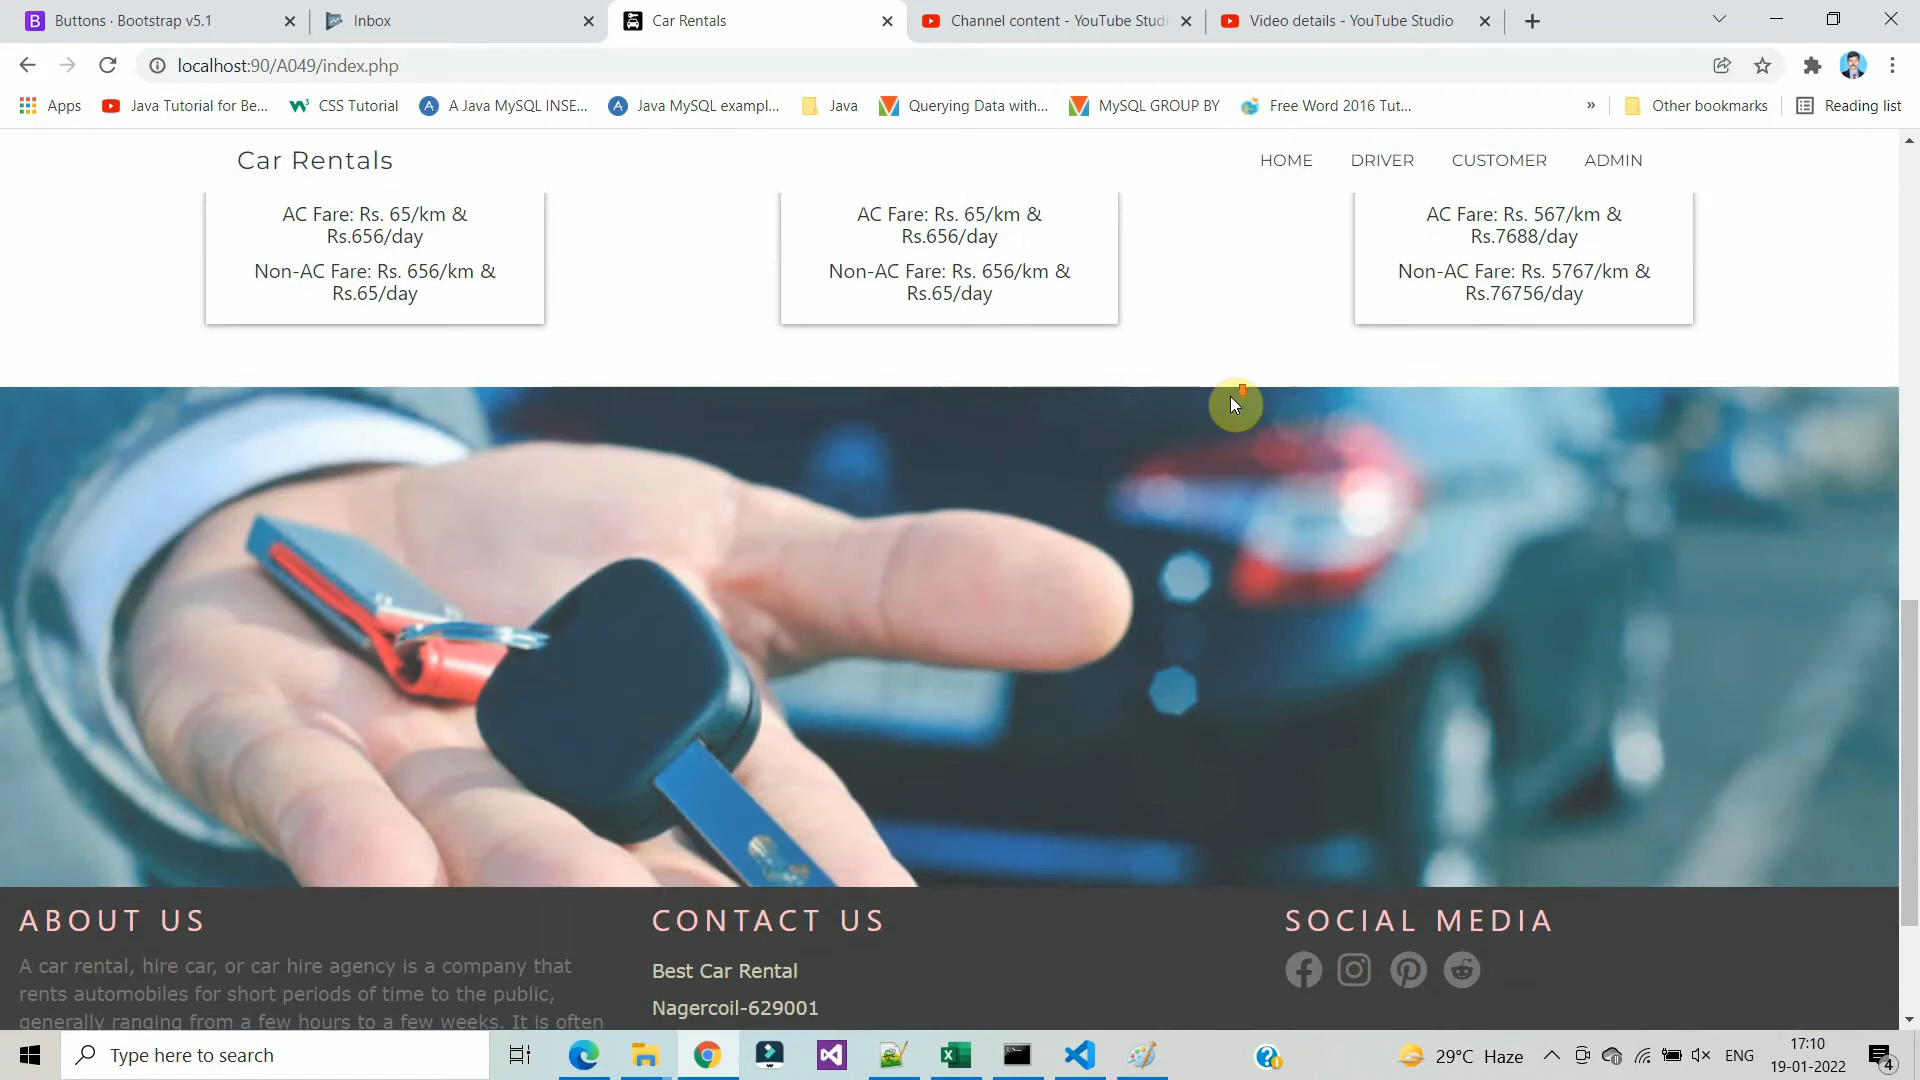 Buttons · Bootstrap v5.1
Inbox
Car Rentals
Channel content - YouTube Studi
Video details - YouTube Studio
localhost:90/A049/index.php
Apps
Java Tutorial for Be...
CSS Tutorial
A Java MySQL INSE...
Java MySQL exampl...
Java
Querying Data with...
MySQL GROUP BY
Free Word 2016 Tut...
»
Other bookmarks
Reading list
Car Rentals
HOME
DRIVER
CUSTOMER
ADMIN
AC Fare: Rs. 65/km &
Rs.656/day
Non-AC Fare: Rs. 656/km &
Rs.65/day
AC Fare: Rs. 65/km &
Rs.656/day
Non-AC Fare: Rs. 656/km &
Rs.65/day
AC Fare: Rs. 567/km &
Rs.7688/day
Non-AC Fare: Rs. 5767/km &
Rs.76756/day
ABOUT US
A car rental, hire car, or car hire agency is a company that
rents automobiles for short periods of time to the public,
generally ranging from a few hours to a few weeks. It is often
CONTACT US
Best Car Rental
Nagercoil-629001
SOCIAL MEDIA
Type here to search
29°C Haze
ENG
17:10
19-01-2022
4